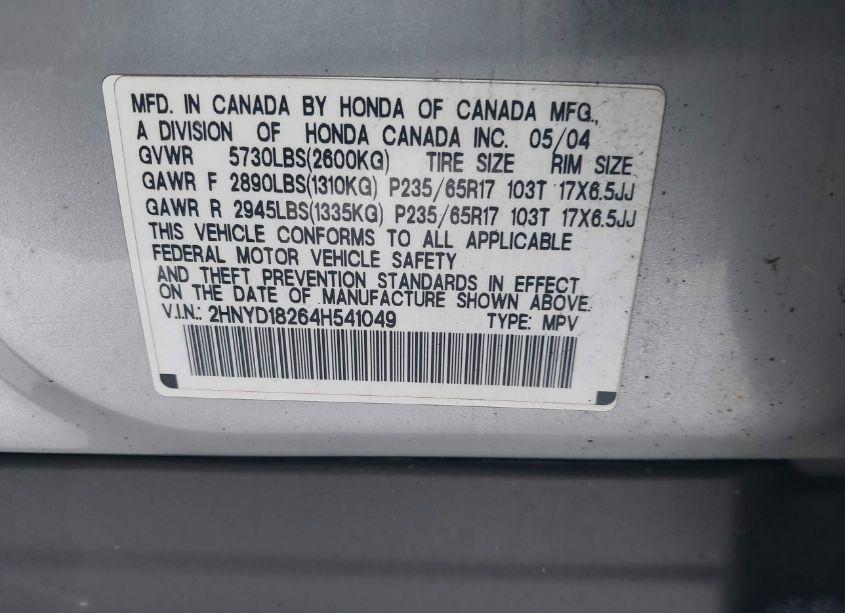 MFD. IN CANADA BY HONDA OF CANADA MFG.,
A DIVISION OF HONDA CANADA INC. 05/04
GVWR 5730LBS(2600KG) TIRE SIZE RIM SIZE
GAWR F 2890LBS(1310KG) P235/65R17 103T 17X6.5JJ
GAWR R 2945LBS(1335KG) P235/65R17 103T 17X6.5JJ
THIS VEHICLE CONFORMS TO ALL APPLICABLE
FEDERAL MOTOR VEHICLE SAFETY
AND THEFT PREVENTION STANDARDS IN EFFECT
ON THE DATE OF MANUFACTURE SHOWN ABOVE.
V.I.N.: 2HNYD18264H541049 TYPE: MPV